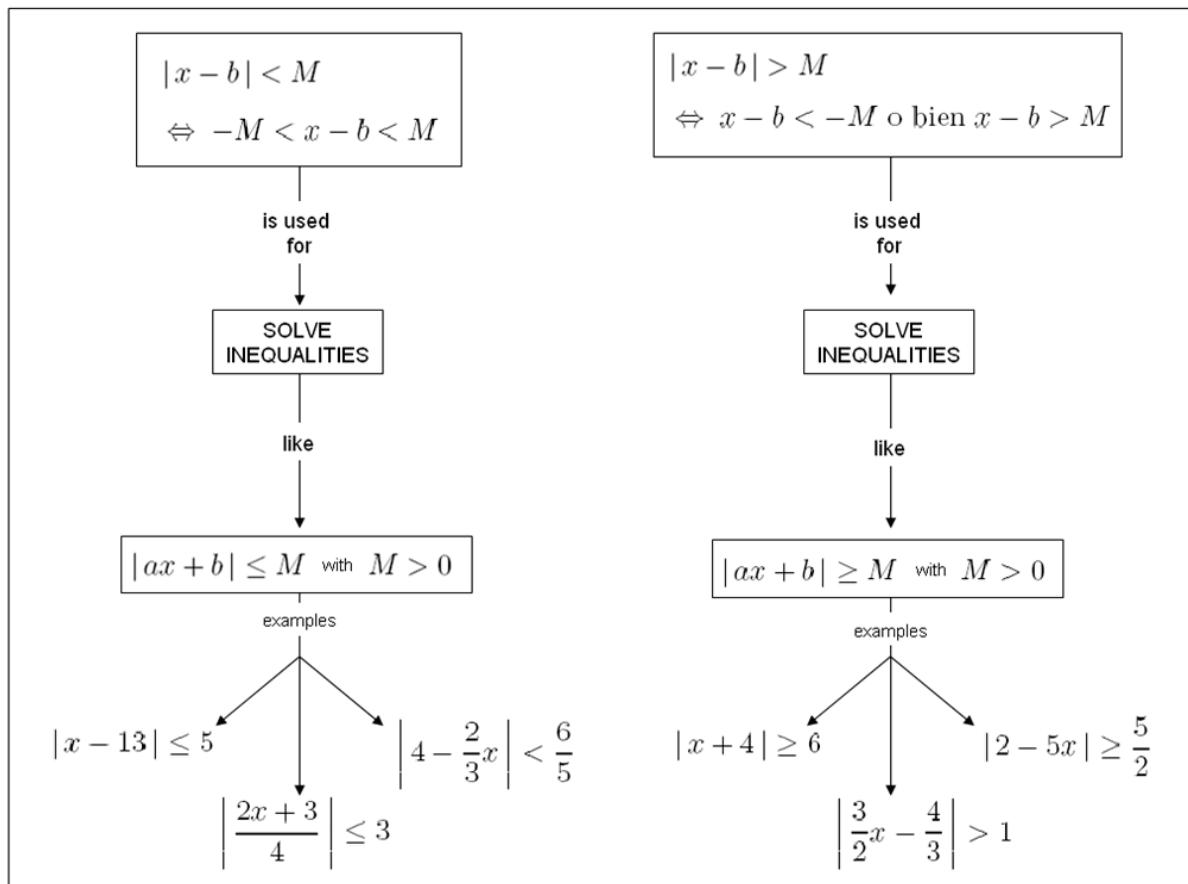 |x − b| < M
⇔ −M < x − b < M
is used
for
SOLVE
INEQUALITIES
like
|ax + b| ≤ M with M > 0
examples
|x − 13| ≤ 5
|4 − 2/3 x| < 6/5
|(2x + 3)/4| ≤ 3
|x − b| > M
⇔ x − b < −M o bien x − b > M
is used
for
SOLVE
INEQUALITIES
like
|ax + b| ≥ M with M > 0
examples
|x + 4| ≥ 6
|2 − 5x| ≥ 5/2
|3/2 x − 4/3| > 1